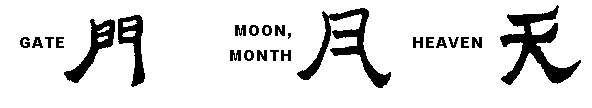 GATE 門
MOON,
MONTH 月
HEAVEN 天